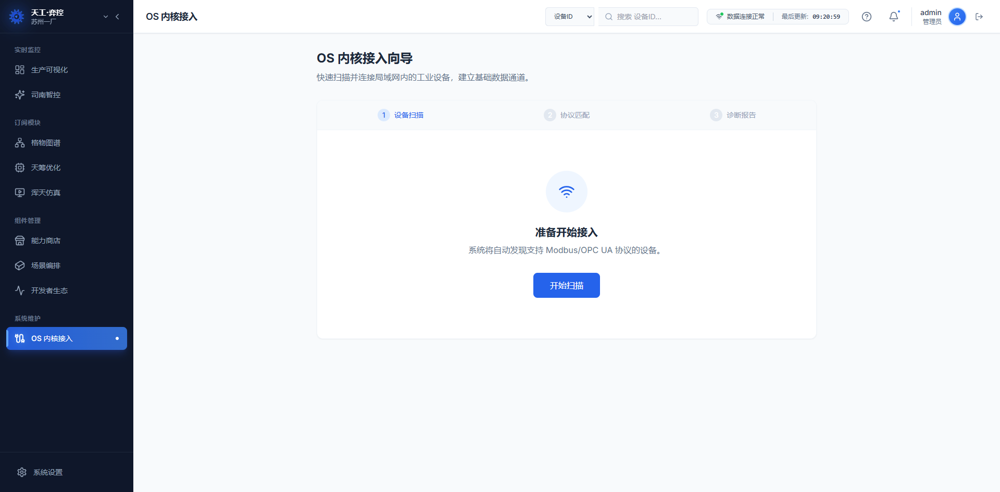 天工·弈控
苏州一厂
实时监控
生产可视化
司南智控
订阅模块
格物图谱
天筹优化
浑天仿真
组件管理
能力商店
场景编排
开发者生态
系统维护
OS 内核接入
系统设置
OS 内核接入
设备ID
搜索 设备ID...
数据连接正常
最后更新: 09:20:59
admin
管理员
OS 内核接入向导
快速扫描并连接局域网内的工业设备，建立基础数据通道。
1 设备扫描
2 协议匹配
3 诊断报告
准备开始接入
系统将自动发现支持 Modbus/OPC UA 协议的设备。
开始扫描